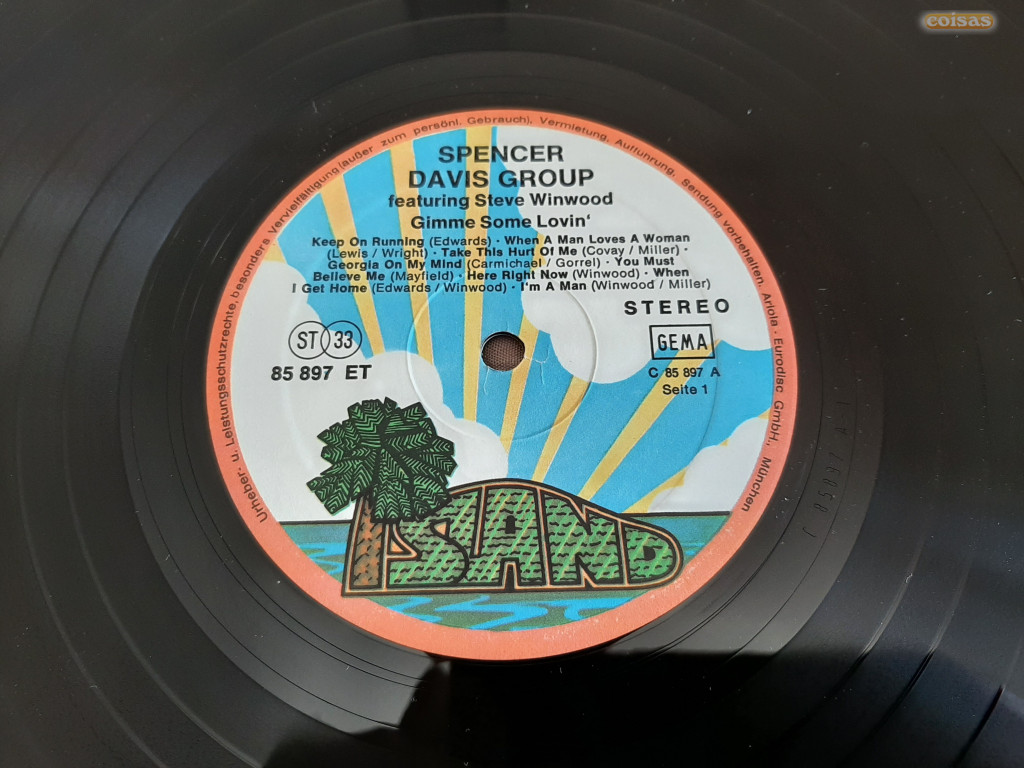 coisas
Urheber- u. Leistungsschutzrechte, besonders Vervielfältigung (außer zum persönl. Gebrauch), Vermietung, Aufführung, Sendung vorbehalten. Ariola - Eurodisc GmbH., München
SPENCER
DAVIS GROUP
featuring Steve Winwood
Gimme Some Lovin'
Keep On Running (Edwards) · When A Man Loves A Woman
(Lewis / Wright) · Take This Hurt Of Me (Covay / Miller) ·
Georgia On My Mind (Carmichael / Gorrel) · You Must
Believe Me (Mayfield) · Here Right Now (Winwood) · When
I Get Home (Edwards / Winwood) · I'm A Man (Winwood / Miller)
STEREO
ST 33
GEMA
85 897 ET
C 85 897 A
Seite 1
ISLAND